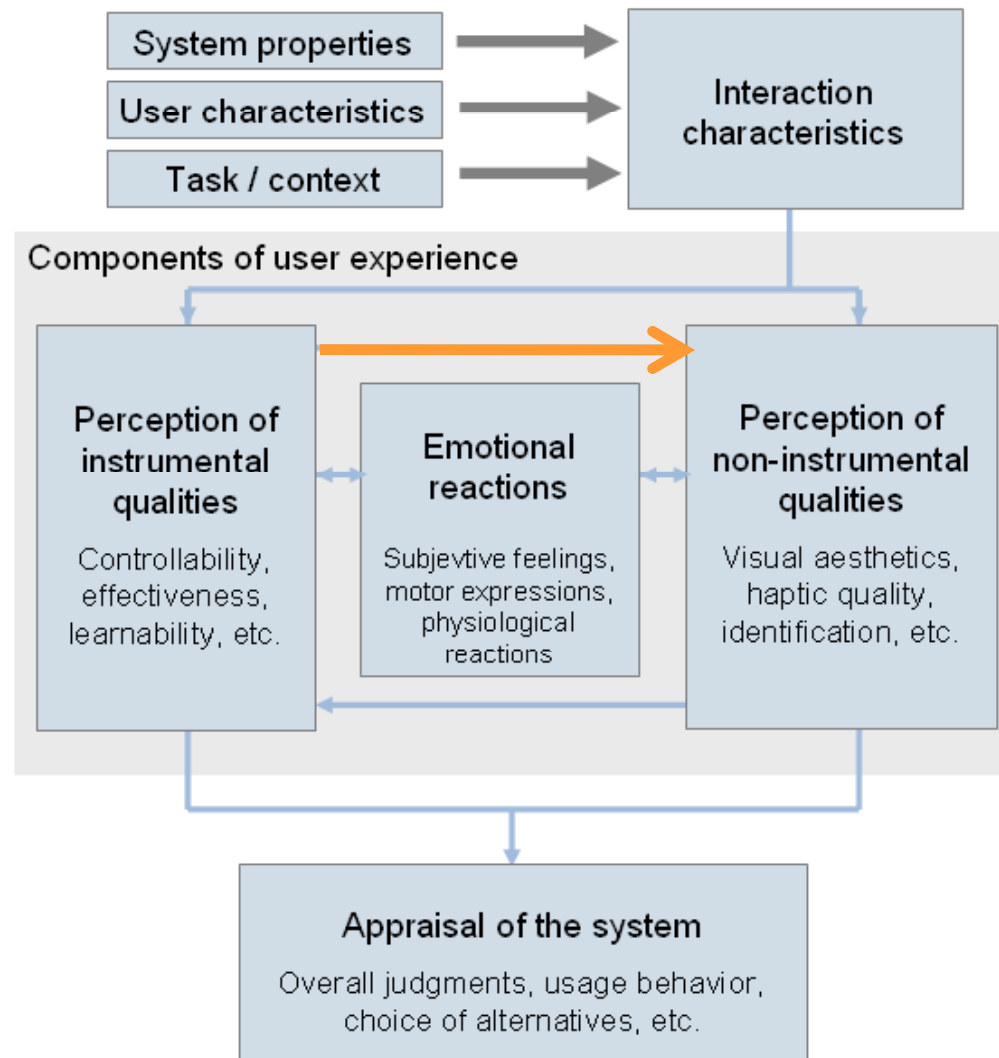 System properties
User characteristics
Task / context
Interaction
characteristics
Components of user experience
Perception of
instrumental
qualities
Controllability,
effectiveness,
learnability, etc.
Emotional
reactions
Subjevtive feelings,
motor expressions,
physiological
reactions
Perception of
non-instrumental
qualities
Visual aesthetics,
haptic quality,
identification, etc.
Appraisal of the system
Overall judgments, usage behavior,
choice of alternatives, etc.